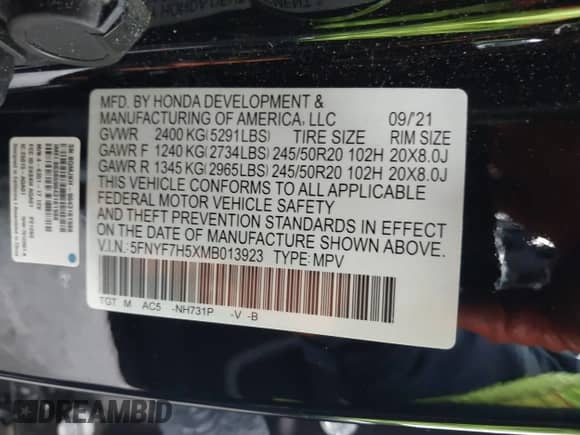 MFD. BY HONDA DEVELOPMENT &
MANUFACTURING OF AMERICA, LLC 09/21
GVWR 2400 KG(5291LBS) TIRE SIZE RIM SIZE
GAWR F 1240 KG(2734LBS) 245/50R20 102H 20X8.0J
GAWR R 1345 KG(2965LBS) 245/50R20 102H 20X8.0J
THIS VEHICLE CONFORMS TO ALL APPLICABLE
FEDERAL MOTOR VEHICLE SAFETY
AND THEFT PREVENTION STANDARDS IN EFFECT
ON THE DATE OF MANUFACTURE SHOWN ABOVE.
V.I.N.: 5FNYF7H5XMB013923 TYPE: MPV
TGT M AC5 -NH731P -V -B
DREAMBID